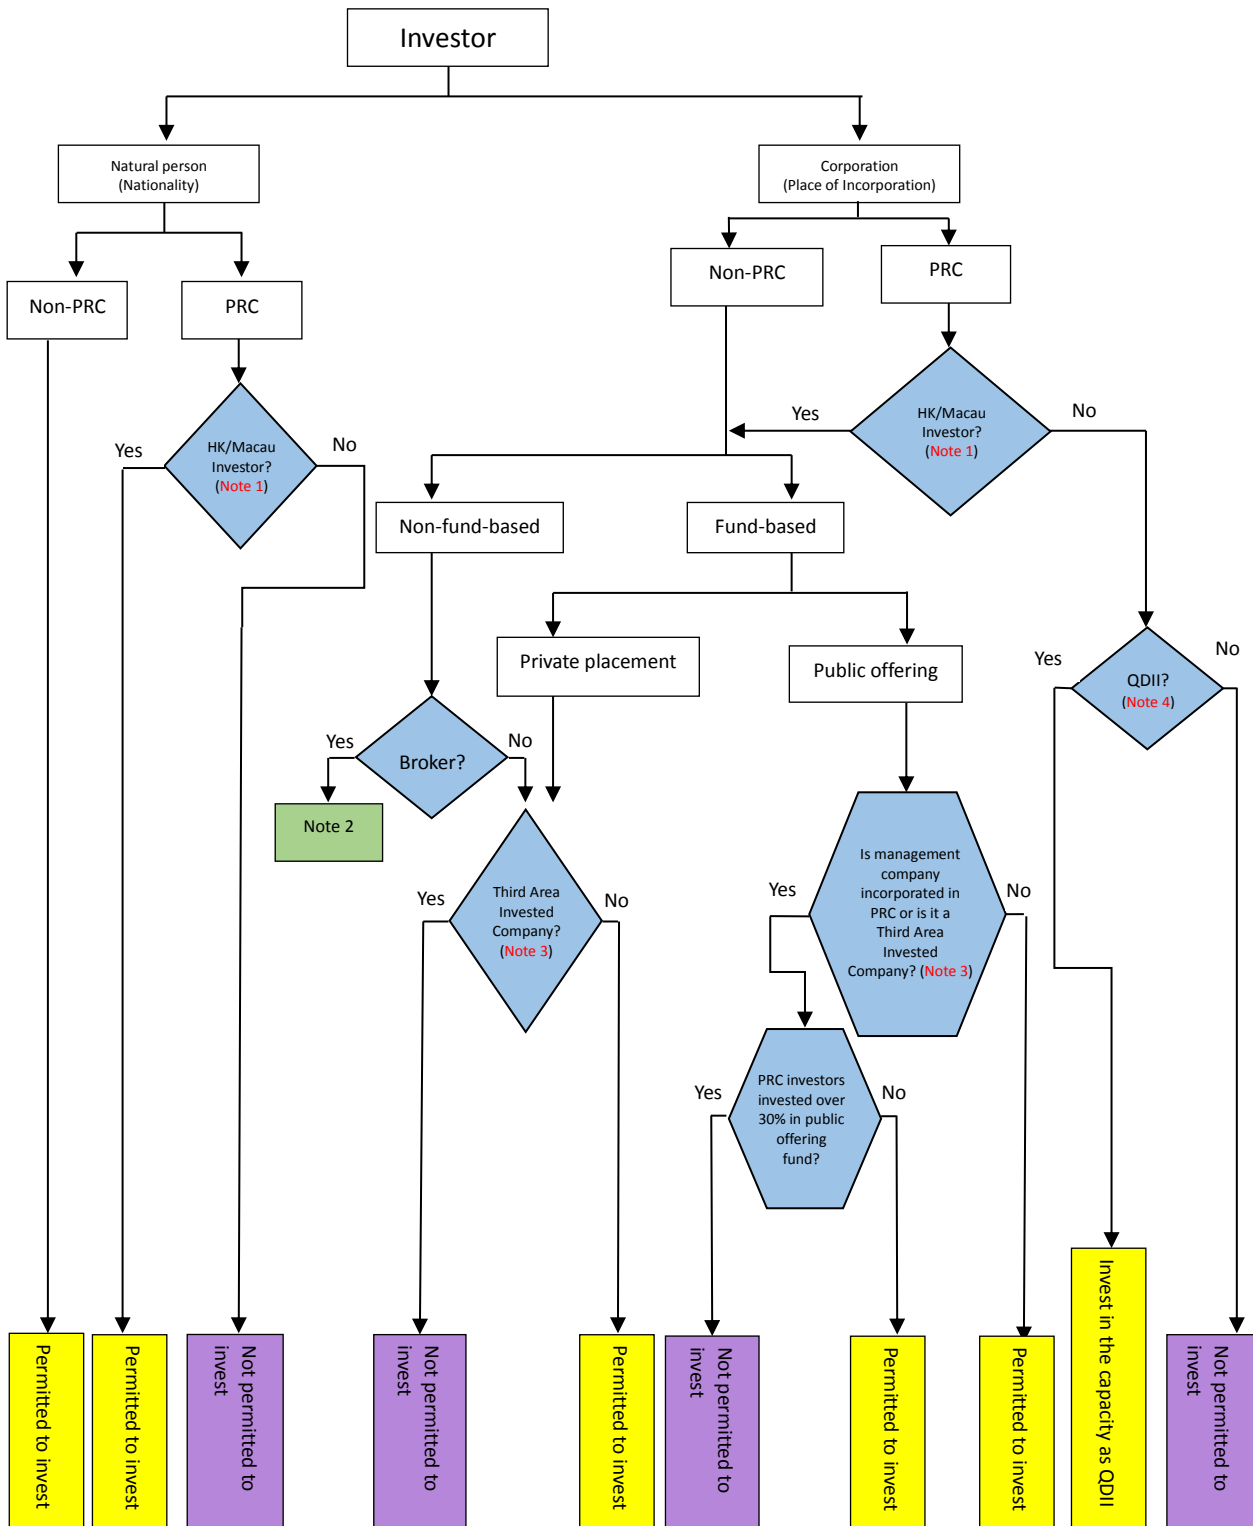 Investor
Natural person
(Nationality)
Corporation
(Place of Incorporation)
Non-PRC
PRC
Non-PRC
PRC
Yes
HK/Macau
Investor?
(Note 1)
No
Yes
HK/Macau
Investor?
(Note 1)
No
Non-fund-based
Fund-based
Private placement
Public offering
Yes
QDII?
(Note 4)
No
Yes
Broker?
No
Note 2
Yes
Third Area
Invested
Company?
(Note 3)
No
Yes
Is management
company
incorporated in
PRC or is it a
Third Area
Invested
Company? (Note 3)
No
Yes
PRC investors
invested over
30% in public
offering
fund?
No
Permitted to invest
Permitted to invest
Not permitted to
invest
Not permitted to
invest
Permitted to invest
Not permitted to
invest
Permitted to invest
Permitted to invest
Invest in the capacity as QDII
Not permitted to
invest